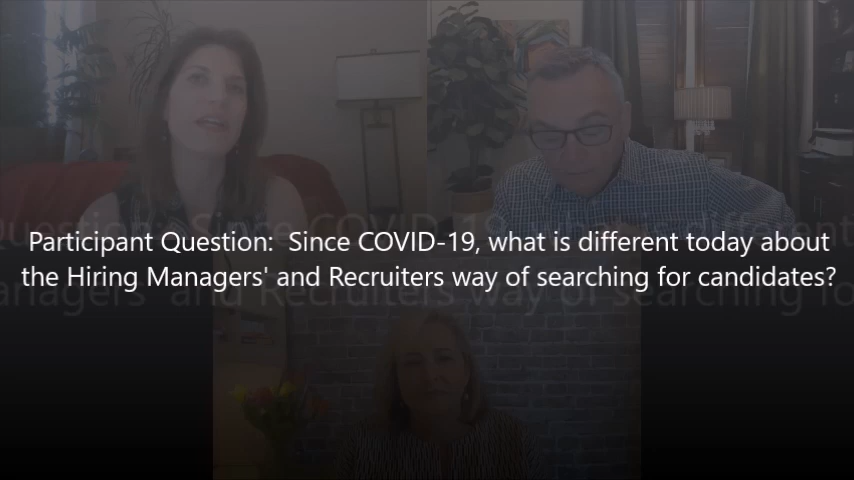 Participant Question:  Since COVID-19, what is different today about
the Hiring Managers' and Recruiters way of searching for candidates?